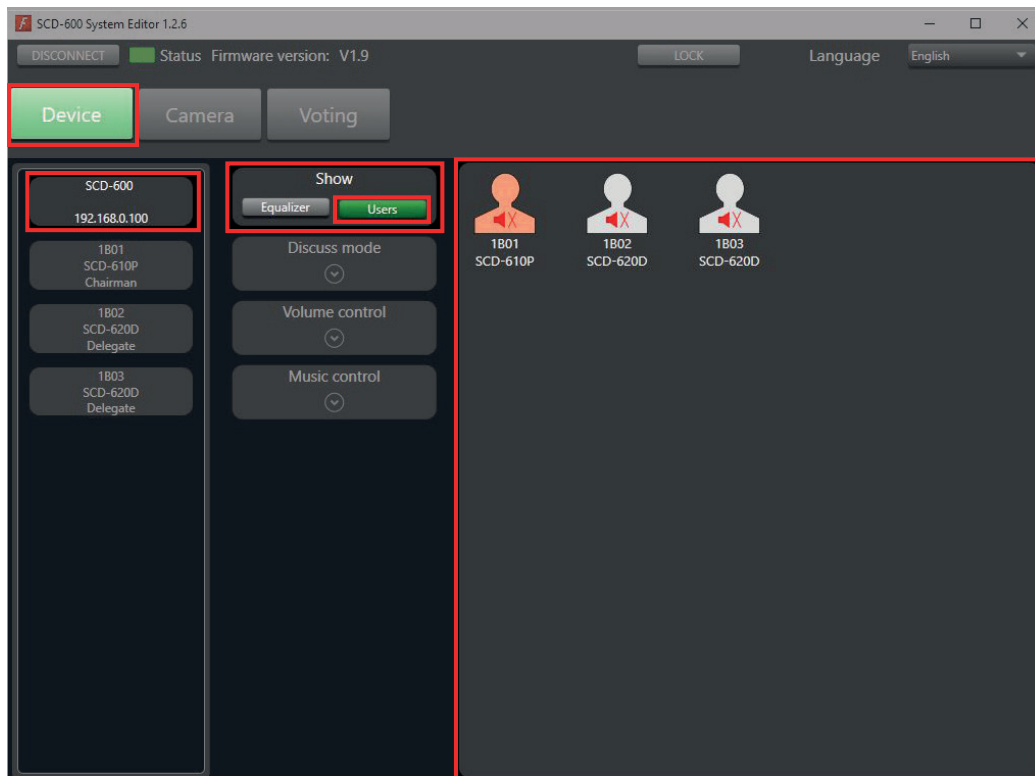 SCD-600 System Editor 1.2.6
DISCONNECT Status Firmware version: V1.9 LOCK Language English
Device Camera Voting
SCD-600
192.168.0.100
1B01
SCD-610P
Chairman
1B02
SCD-620D
Delegate
1B03
SCD-620D
Delegate
Show
Equalizer Users
Discuss mode
Volume control
Music control
1B01 1B02 1B03
SCD-610P SCD-620D SCD-620D